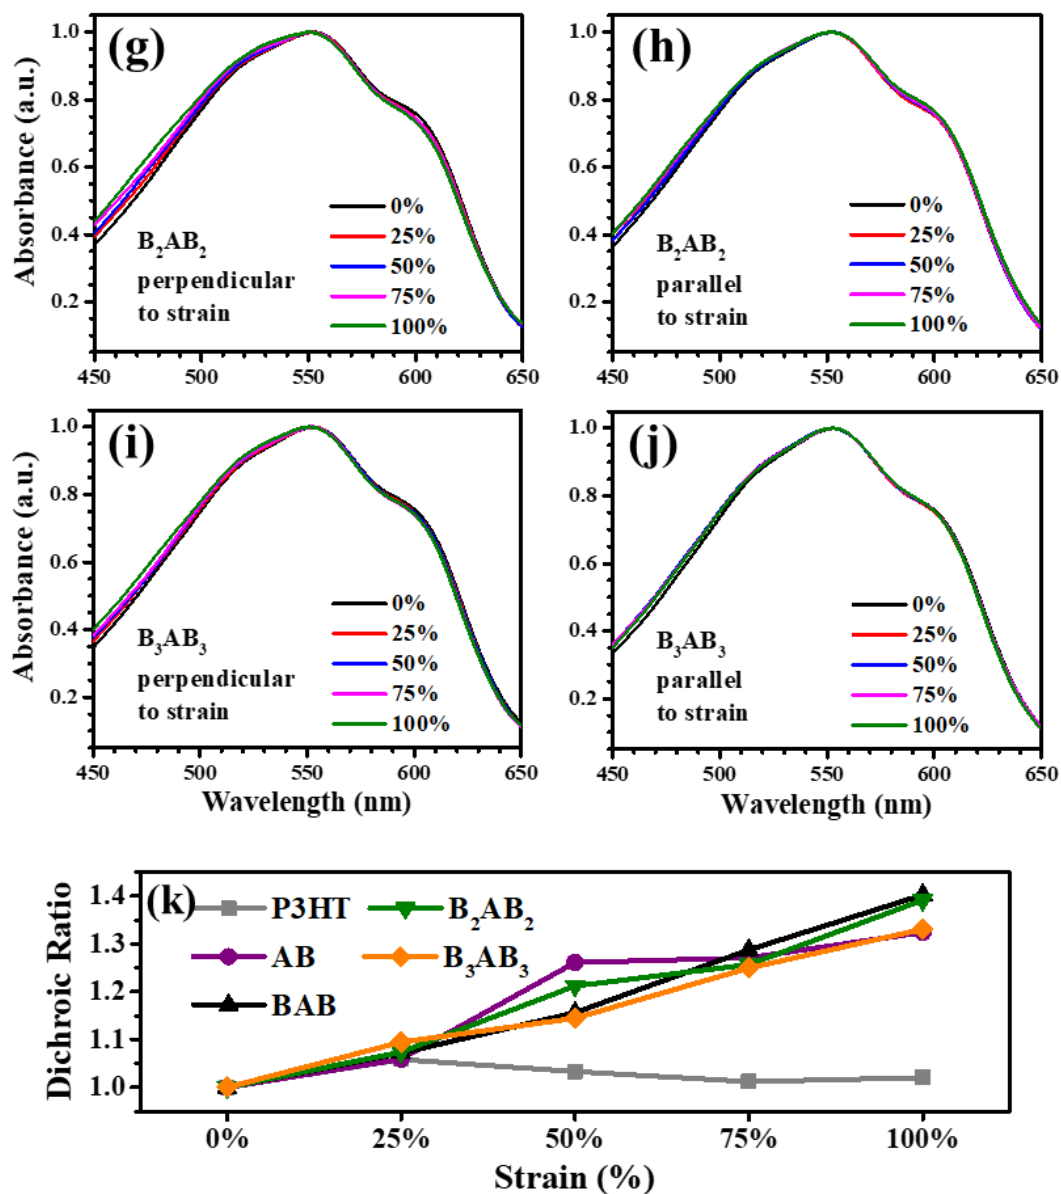 (g)
Absorbance (a.u.)
1.0
0.8
0.6
0.4
0.2
B₂AB₂
perpendicular
to strain
0%
25%
50%
75%
100%
450 500 550 600 650
(h)
1.0
0.8
0.6
0.4
0.2
B₂AB₂
parallel
to strain
0%
25%
50%
75%
100%
450 500 550 600 650
(i)
Absorbance (a.u.)
1.0
0.8
0.6
0.4
0.2
B₃AB₃
perpendicular
to strain
0%
25%
50%
75%
100%
450 500 550 600 650
Wavelength (nm)
(j)
1.0
0.8
0.6
0.4
0.2
B₃AB₃
parallel
to strain
0%
25%
50%
75%
100%
450 500 550 600 650
Wavelength (nm)
(k)
Dichroic Ratio
1.4
1.3
1.2
1.1
1.0
P3HT B₂AB₂
AB B₃AB₃
BAB
0% 25% 50% 75% 100%
Strain (%)